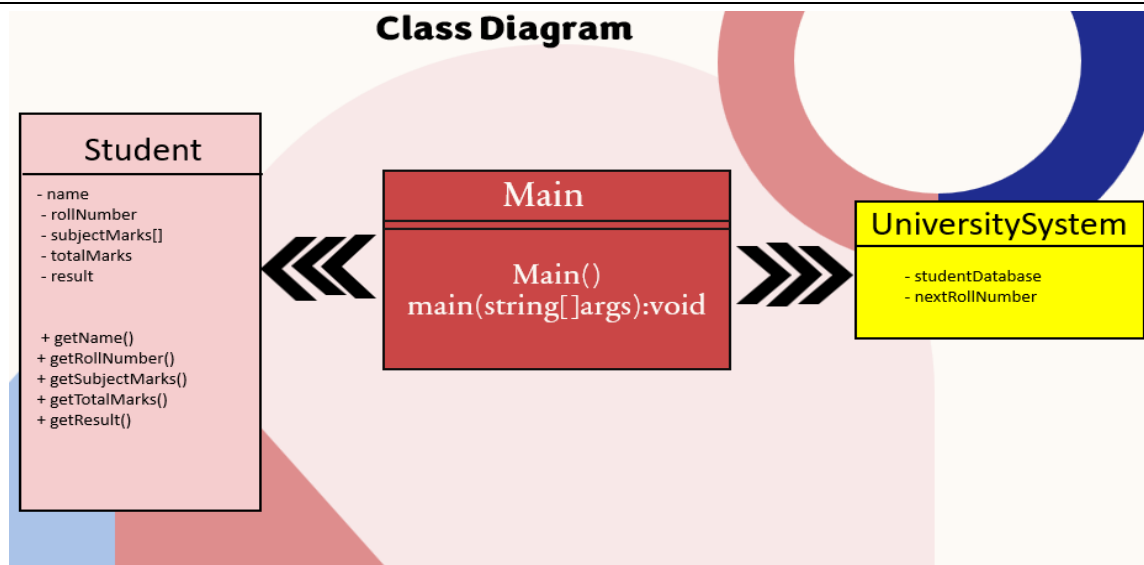 Class Diagram
Student
- name
- rollNumber
- subjectMarks[]
- totalMarks
- result
+ getName()
+ getRollNumber()
+ getSubjectMarks()
+ getTotalMarks()
+ getResult()
Main
Main()
main(string[]args):void
UniversitySystem
- studentDatabase
- nextRollNumber